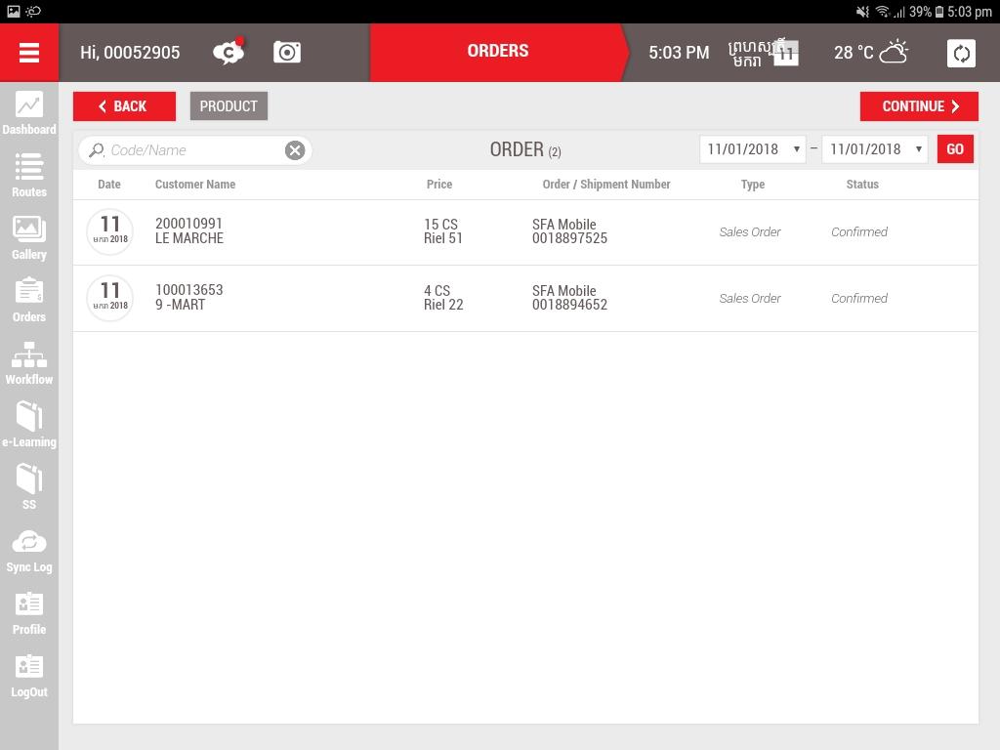 39% 5:03 pm
Hi, 00052905
C
ORDERS
5:03 PM
ព្រហស្បតិ៍
មករា
11
28 °C
BACK
PRODUCT
CONTINUE
Dashboard
Routes
Gallery
Orders
Workflow
e-Learning
SS
Sync Log
Profile
LogOut
Code/Name
ORDER (2)
11/01/2018 – 11/01/2018
GO
Date Customer Name Price Order / Shipment Number Type Status
11
មករា 2018
200010991
LE MARCHE
15 CS
Riel 51
SFA Mobile
0018897525
Sales Order
Confirmed
11
មករា 2018
100013653
9 -MART
4 CS
Riel 22
SFA Mobile
0018894652
Sales Order
Confirmed